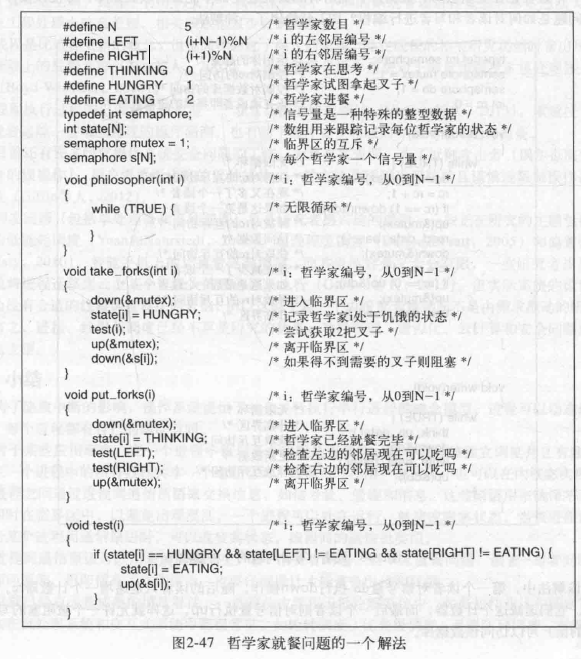 #define N 5 /* 哲学家数目 */
#define LEFT (i+N−1)%N /* i 的左邻居编号 */
#define RIGHT (i+1)%N /* i 的右邻居编号 */
#define THINKING 0 /* 哲学家在思考 */
#define HUNGRY 1 /* 哲学家试图拿起叉子 */
#define EATING 2 /* 哲学家进餐 */
typedef int semaphore; /* 信号量是一种特殊的整型数据 */
int state[N]; /* 数组用来跟踪记录每位哲学家的状态 */
semaphore mutex = 1; /* 临界区的互斥 */
semaphore s[N]; /* 每个哲学家一个信号量 */
void philosopher(int i) /* i：哲学家编号，从0到N−1 */
{
while (TRUE) { /* 无限循环 */
}
}
void take_forks(int i) /* i：哲学家编号，从0到N−1 */
{
down(&mutex); /* 进入临界区 */
state[i] = HUNGRY; /* 记录哲学家i处于饥饿的状态 */
test(i); /* 尝试获取2把叉子 */
up(&mutex); /* 离开临界区 */
down(&s[i]); /* 如果得不到需要的叉子则阻塞 */
}
void put_forks(i) /* i：哲学家编号，从0到N−1 */
{
down(&mutex); /* 进入临界区 */
state[i] = THINKING; /* 哲学家已经就餐完毕 */
test(LEFT); /* 检查左边的邻居现在可以吃吗 */
test(RIGHT); /* 检查右边的邻居现在可以吃吗 */
up(&mutex); /* 离开临界区 */
}
void test(i) /* i：哲学家编号，从0到N−1 */
{
if (state[i] == HUNGRY && state[LEFT] != EATING && state[RIGHT] != EATING) {
state[i] = EATING;
up(&s[i]);
}
}
图2-47 哲学家就餐问题的一个解法